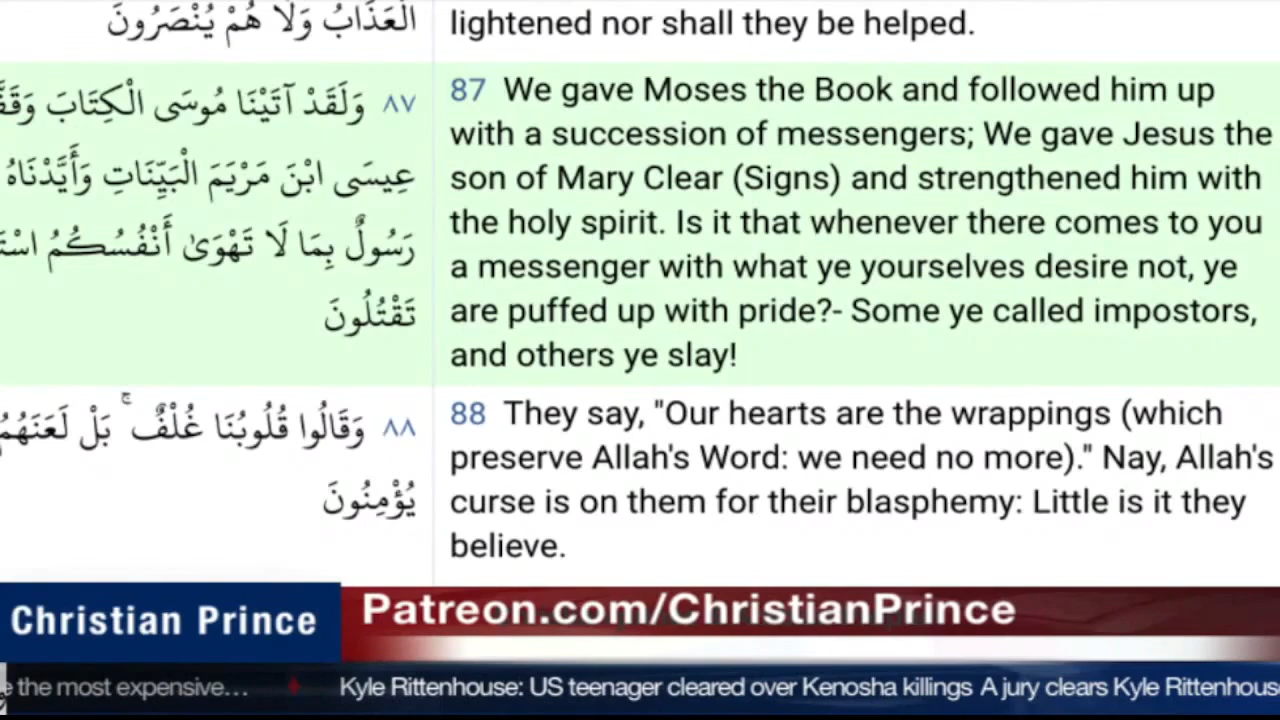 الْعَذَابُ وَلَا هُمْ يُنْصَرُونَ
lightened nor shall they be helped.
٨٧ وَلَقَدْ آتَيْنَا مُوسَى الْكِتَابَ
عِيسَى ابْنَ مَرْيَمَ الْبَيِّنَاتِ وَأَيَّدْنَاهُ
رَسُولٌ بِمَا لَا تَهْوَىٰ أَنْفُسُكُمُ
تَقْتُلُونَ
87 We gave Moses the Book and followed him up
with a succession of messengers; We gave Jesus the
son of Mary Clear (Signs) and strengthened him with
the holy spirit. Is it that whenever there comes to you
a messenger with what ye yourselves desire not, ye
are puffed up with pride?- Some ye called impostors,
and others ye slay!
٨٨ وَقَالُوا قُلُوبُنَا غُلْفٌ ۚ بَلْ لَعَنَهُمُ
يُؤْمِنُونَ
88 They say, "Our hearts are the wrappings (which
preserve Allah's Word: we need no more)." Nay, Allah's
curse is on them for their blasphemy: Little is it they
believe.
Christian Prince
Patreon.com/ChristianPrince
the most expensive… Kyle Rittenhouse: US teenager cleared over Kenosha killings A jury clears Kyle Rittenhous